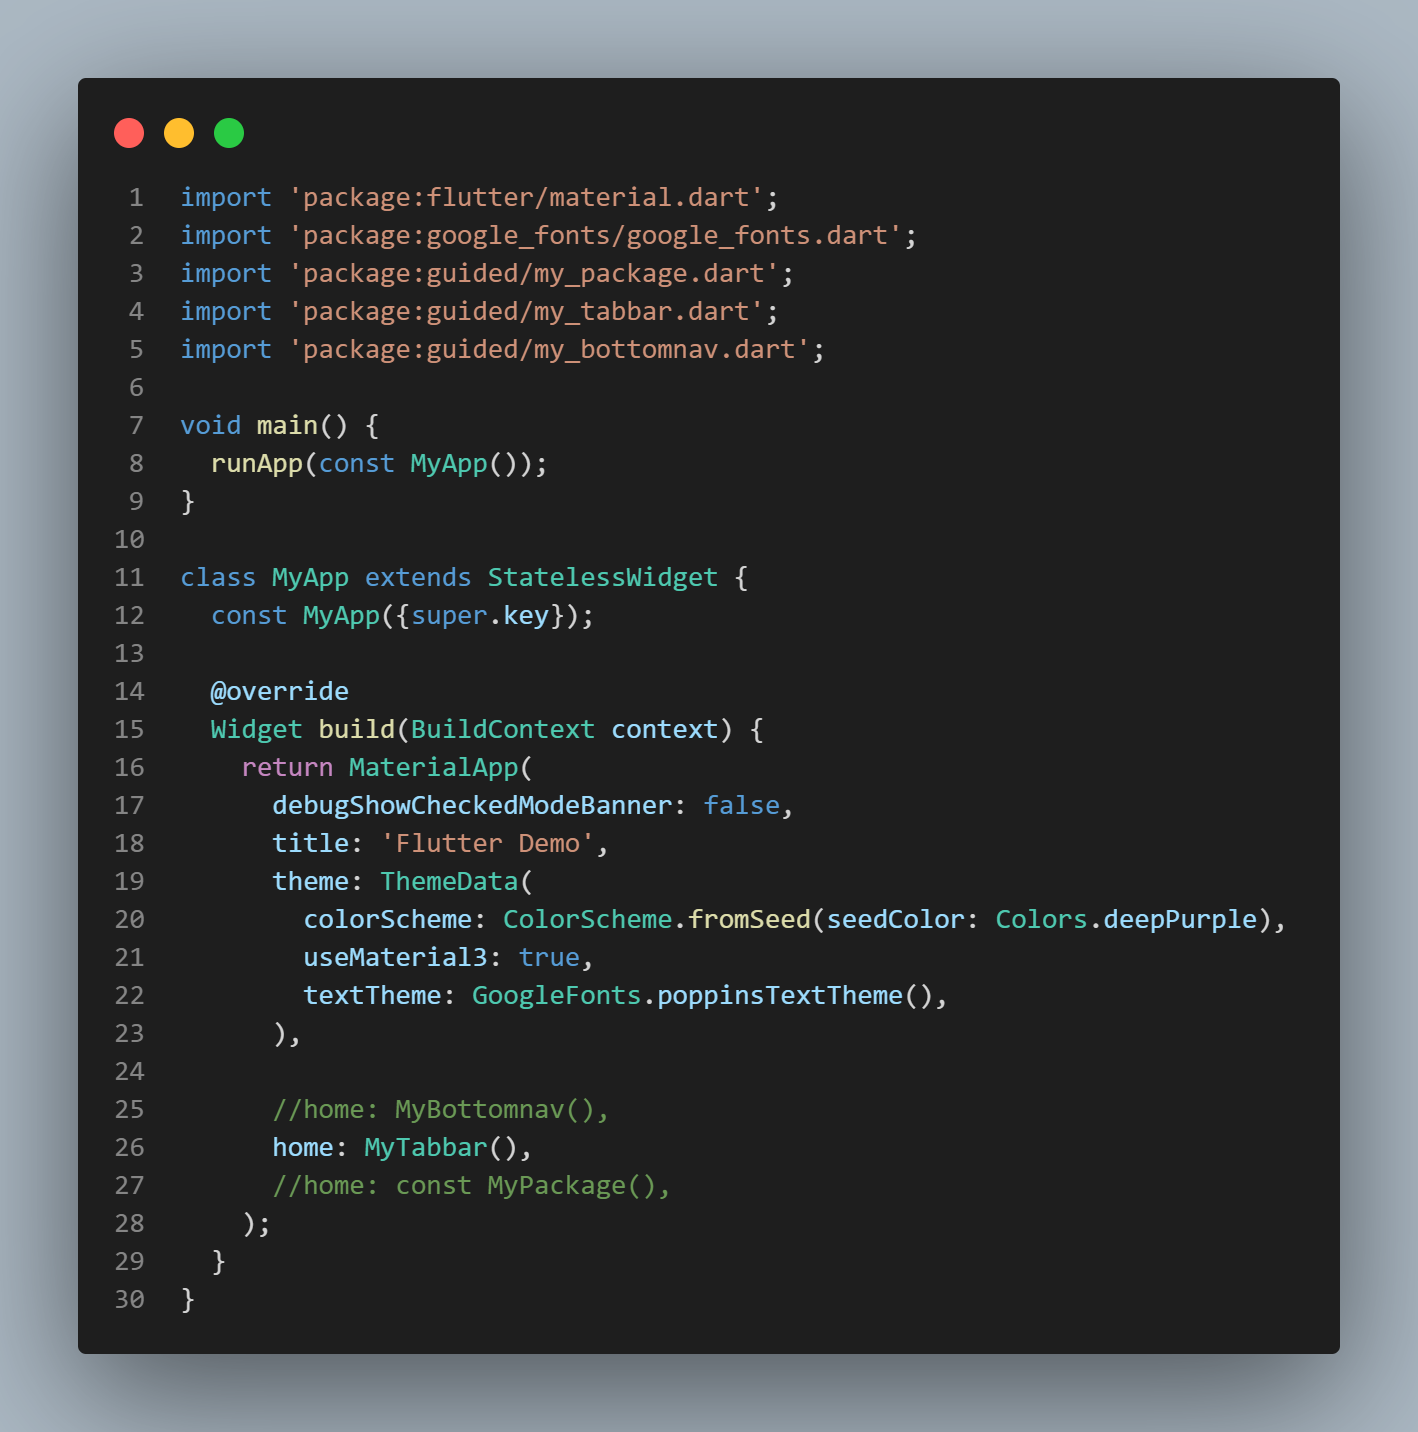 1 import 'package:flutter/material.dart';
2 import 'package:google_fonts/google_fonts.dart';
3 import 'package:guided/my_package.dart';
4 import 'package:guided/my_tabbar.dart';
5 import 'package:guided/my_bottomnav.dart';
6
7 void main() {
8   runApp(const MyApp());
9 }
10
11 class MyApp extends StatelessWidget {
12   const MyApp({super.key});
13
14   @override
15   Widget build(BuildContext context) {
16     return MaterialApp(
17       debugShowCheckedModeBanner: false,
18       title: 'Flutter Demo',
19       theme: ThemeData(
20         colorScheme: ColorScheme.fromSeed(seedColor: Colors.deepPurple),
21         useMaterial3: true,
22         textTheme: GoogleFonts.poppinsTextTheme(),
23       ),
24
25       //home: MyBottomnav(),
26       home: MyTabbar(),
27       //home: const MyPackage(),
28     );
29   }
30 }